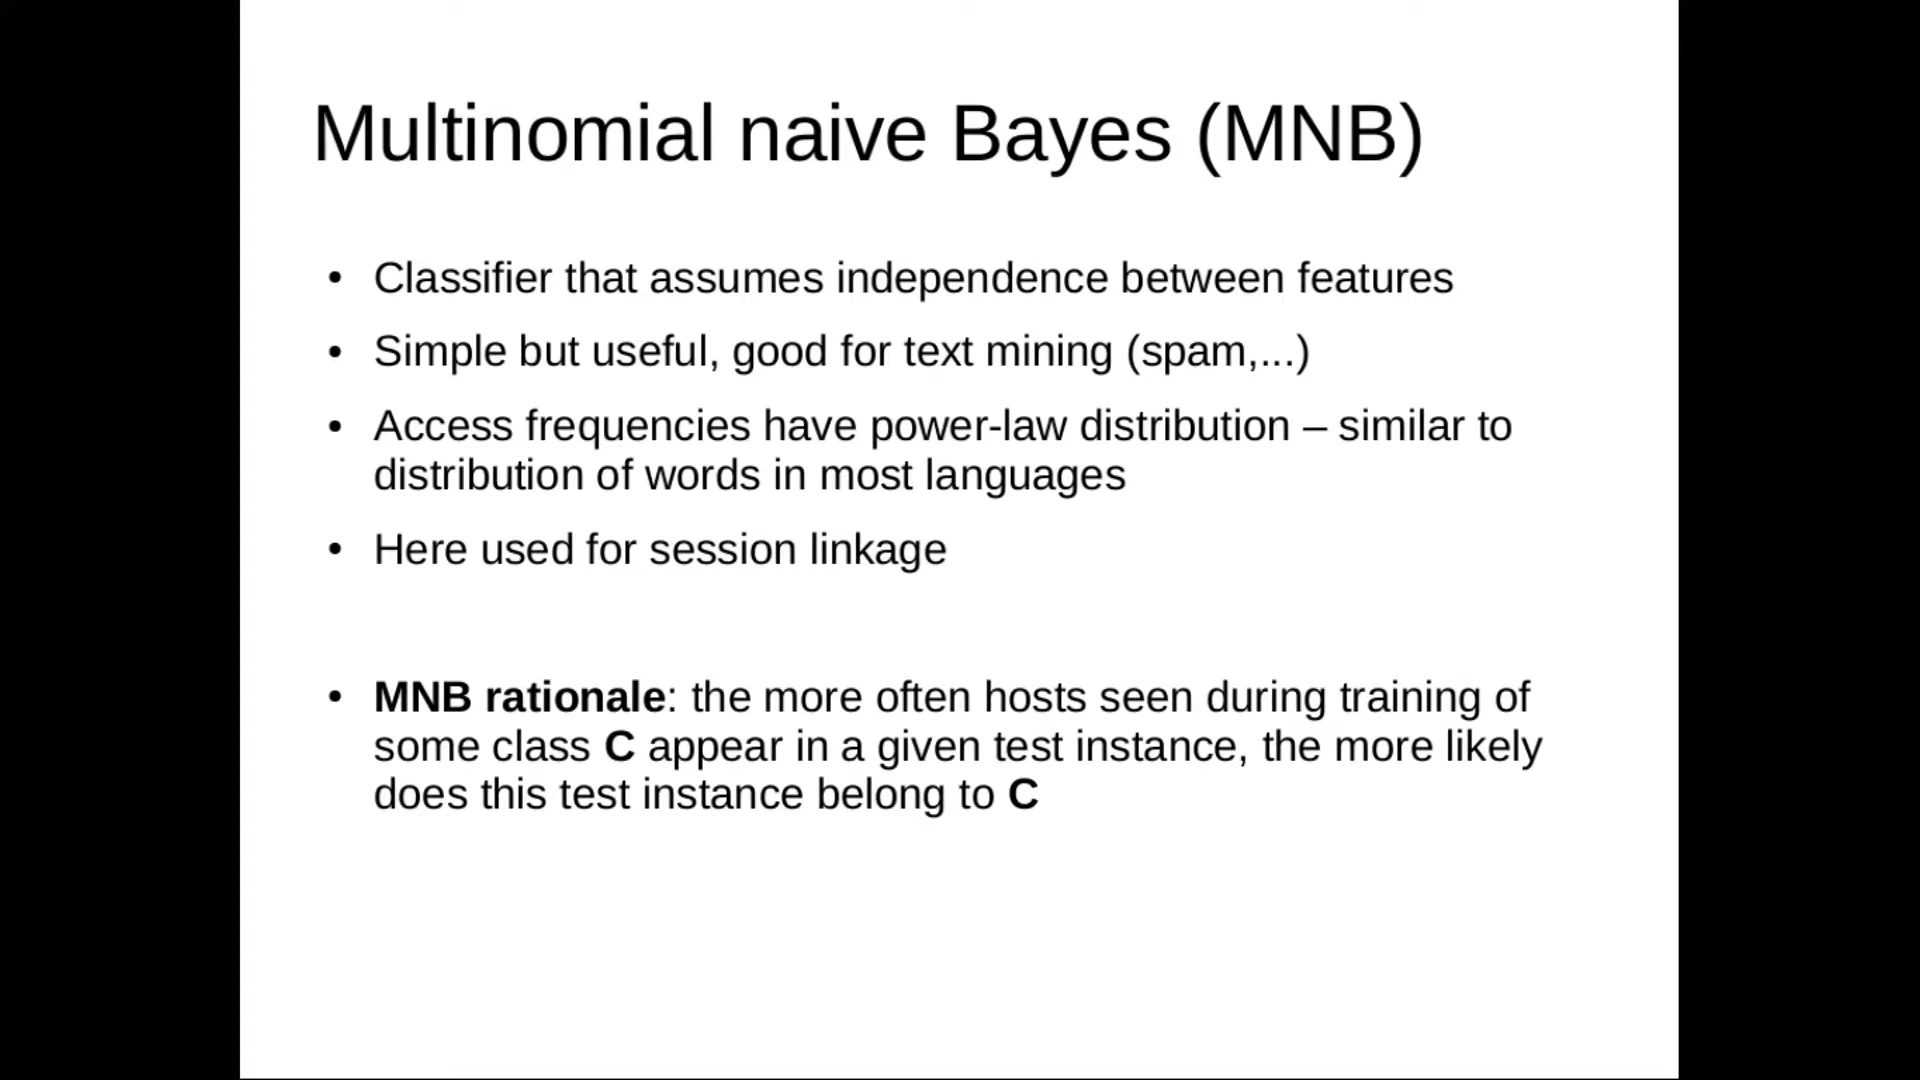 Multinomial naive Bayes (MNB)
• Classifier that assumes independence between features
• Simple but useful, good for text mining (spam,...)
• Access frequencies have power-law distribution – similar to
distribution of words in most languages
• Here used for session linkage
• MNB rationale: the more often hosts seen during training of
some class C appear in a given test instance, the more likely
does this test instance belong to C